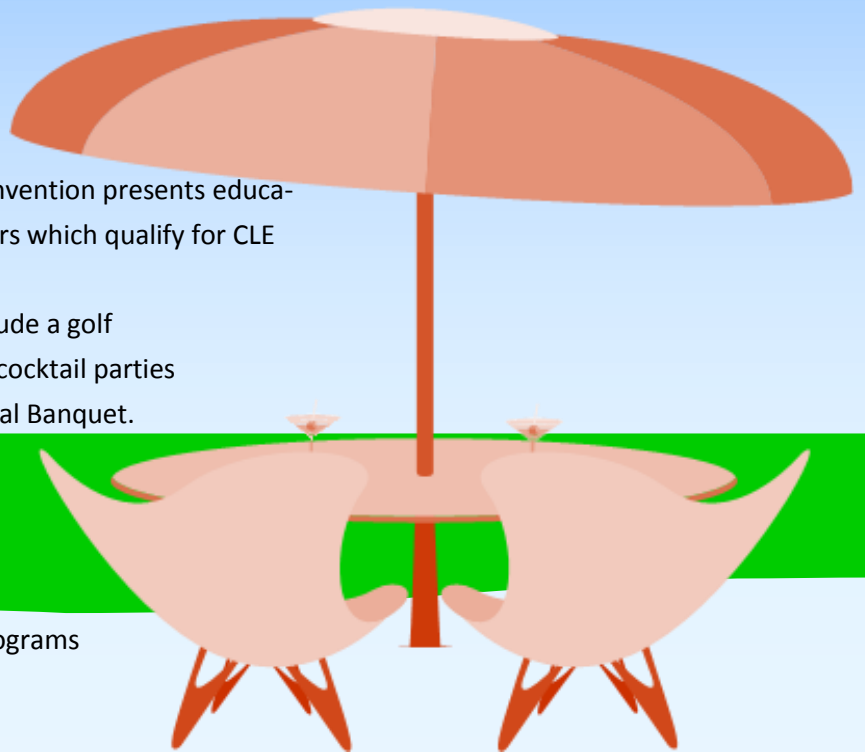 nvention presents educa-
rs which qualify for CLE
ude a golf
cocktail parties
al Banquet.
ograms